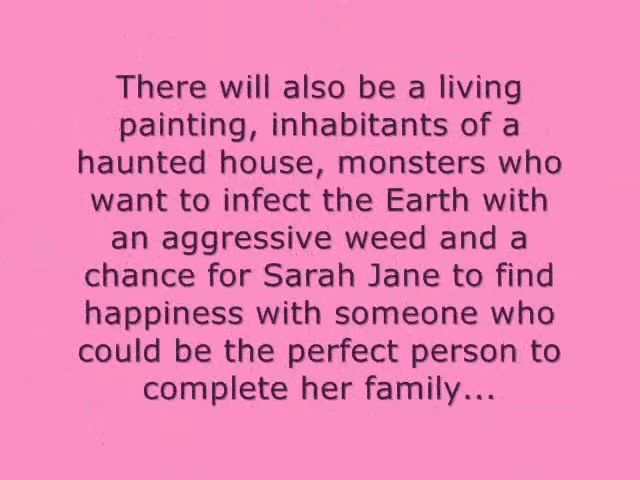 There will also be a living
painting, inhabitants of a
haunted house, monsters who
want to infect the Earth with
an aggressive weed and a
chance for Sarah Jane to find
happiness with someone who
could be the perfect person to
complete her family...